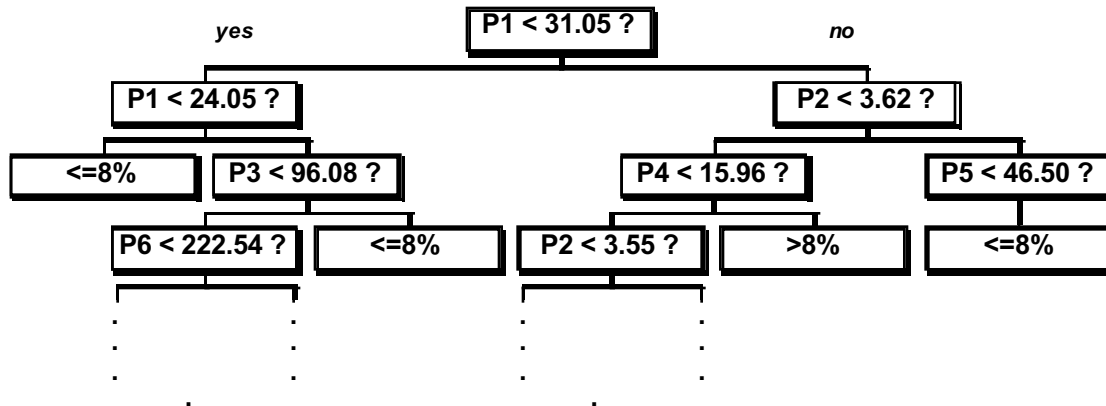 yes
P1 < 31.05 ?
no
P1 < 24.05 ?
P2 < 3.62 ?
<=8%
P3 < 96.08 ?
P4 < 15.96 ?
P5 < 46.50 ?
P6 < 222.54 ?
<=8%
P2 < 3.55 ?
>8%
<=8%